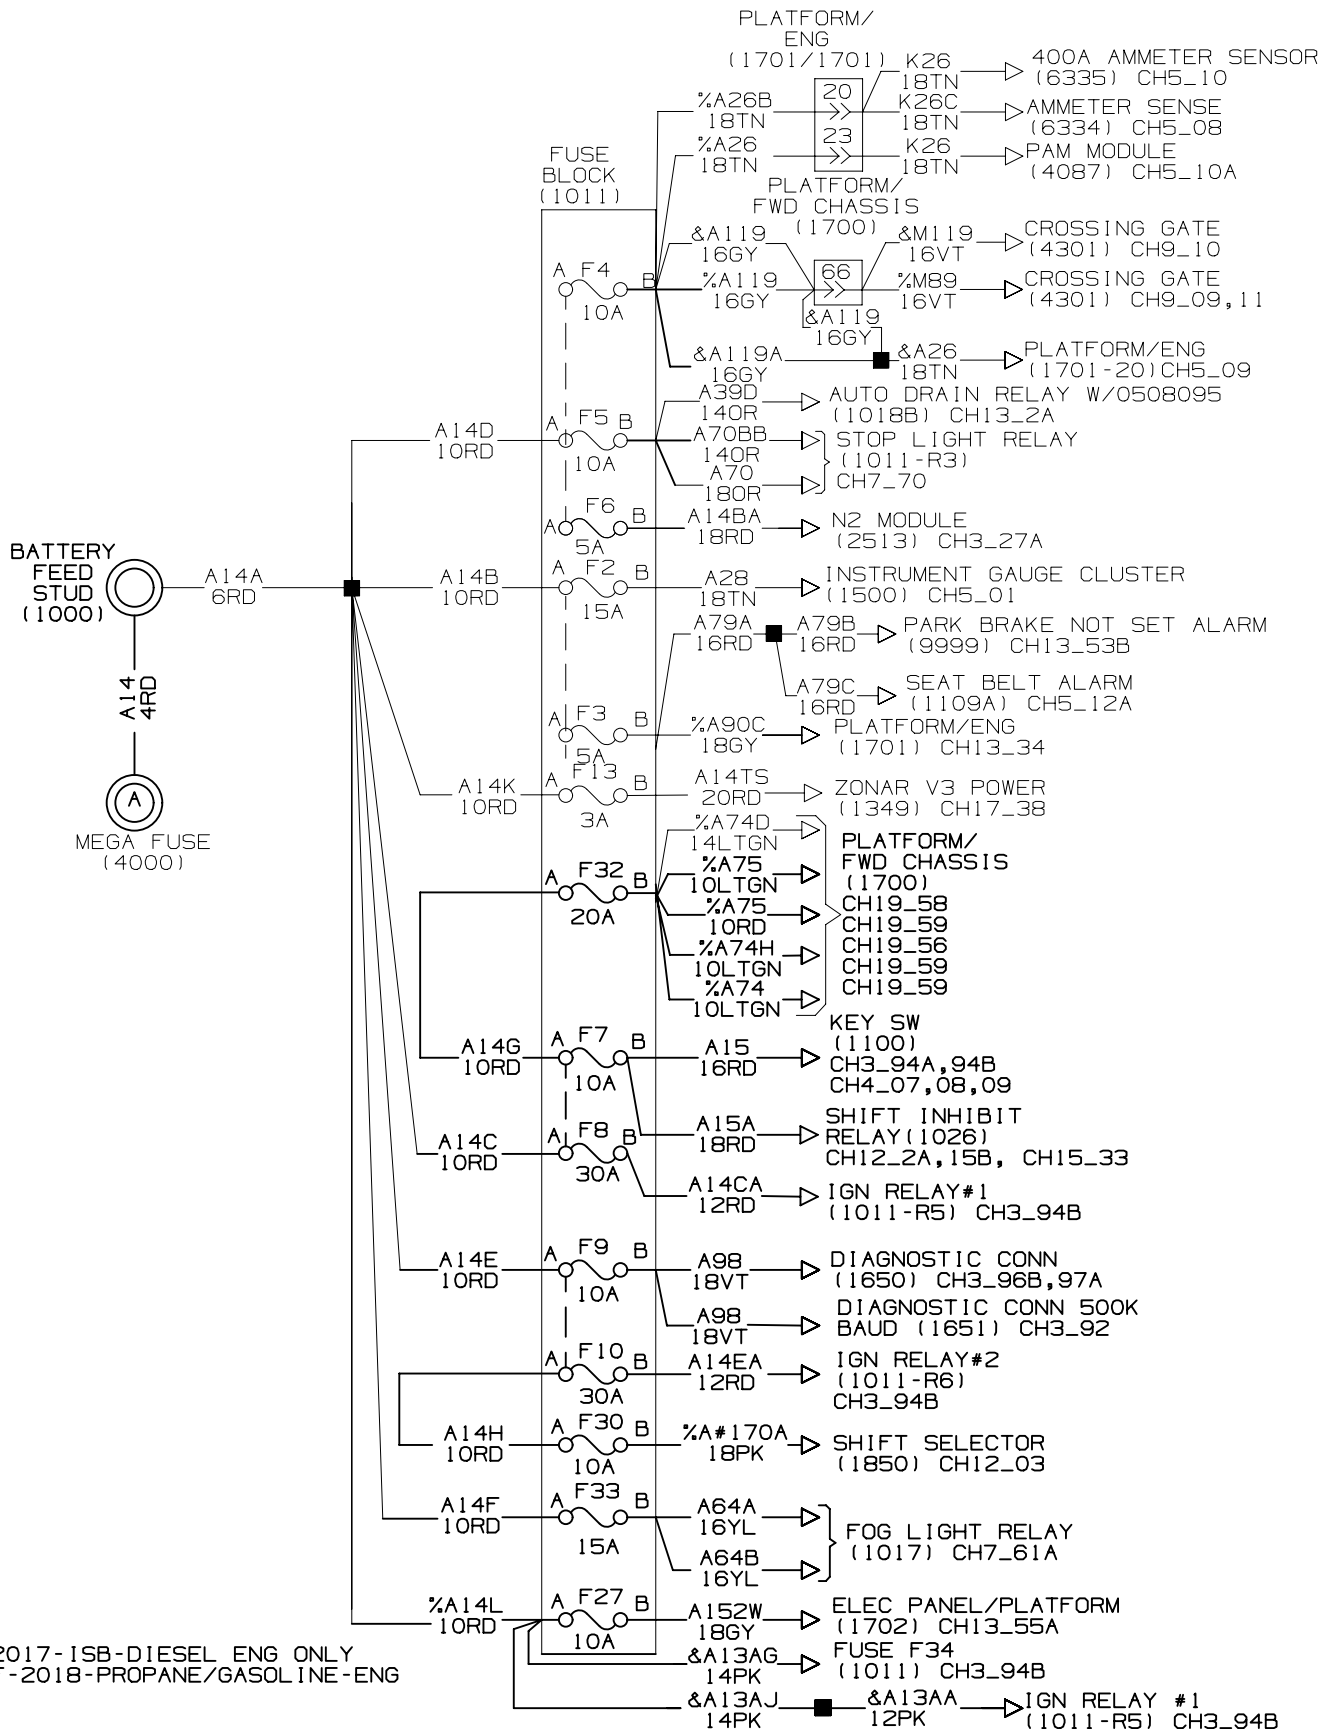 PLATFORM/
ENG
(1701/1701)
20
23
%A26B
18TN
%A26
18TN
K26
18TN
K26C
18TN
K26
18TN
400A AMMETER SENSOR
(6335) CH5_10
AMMETER SENSE
(6334) CH5_08
PAM MODULE
(4087) CH5_10A
FUSE
BLOCK
(1011)
PLATFORM/
FWD CHASSIS
(1700)
66
&A119
16GY
%A119
16GY
&A119
16GY
&A119A
16GY
&M119
16VT
%M89
16VT
&A26
18TN
CROSSING GATE
(4301) CH9_10
CROSSING GATE
(4301) CH9_09,11
PLATFORM/ENG
(1701-20)CH5_09
A F4 B
10A
A14D
10RD
A F5 B
10A
A39D
14OR
AUTO DRAIN RELAY W/0508095
(1018B) CH13_2A
A70BB
14OR
A70
18OR
STOP LIGHT RELAY
(1011-R3)
CH7_70
A F6 B
5A
A14BA
18RD
N2 MODULE
(2513) CH3_27A
BATTERY
FEED
STUD
(1000)
A14A
6RD
A14B
10RD
A F2 B
15A
A28
18TN
INSTRUMENT GAUGE CLUSTER
(1500) CH5_01
A79A
16RD
A79B
16RD
PARK BRAKE NOT SET ALARM
(9999) CH13_53B
A79C
16RD
SEAT BELT ALARM
(1109A) CH5_12A
A14
4RD
A
MEGA FUSE
(4000)
A F3 B
5A
%A90C
18GY
PLATFORM/ENG
(1701) CH13_34
A14K
10RD
A F13 B
3A
A14TS
20RD
ZONAR V3 POWER
(1349) CH17_38
A F32 B
20A
%A74D
14LTGN
%A75
10LTGN
%A75
10RD
%A74H
10LTGN
%A74
10LTGN
PLATFORM/
FWD CHASSIS
(1700)
CH19_58
CH19_59
CH19_56
CH19_59
CH19_59
A14G
10RD
A F7 B
10A
A15
16RD
KEY SW
(1100)
CH3_94A,94B
CH4_07,08,09
A15A
18RD
SHIFT INHIBIT
RELAY(1026)
CH12_2A,15B, CH15_33
A14C
10RD
A F8 B
30A
A14CA
12RD
IGN RELAY#1
(1011-R5) CH3_94B
A14E
10RD
A F9 B
10A
A98
18VT
DIAGNOSTIC CONN
(1650) CH3_96B,97A
A98
18VT
DIAGNOSTIC CONN 500K
BAUD (1651) CH3_92
A F10 B
30A
A14EA
12RD
IGN RELAY#2
(1011-R6)
CH3_94B
A14H
10RD
A F30 B
10A
%A#170A
18PK
SHIFT SELECTOR
(1850) CH12_03
A14F
10RD
A F33 B
15A
A64A
16YL
A64B
16YL
FOG LIGHT RELAY
(1017) CH7_61A
%A14L
10RD
A F27 B
10A
A152W
18GY
ELEC PANEL/PLATFORM
(1702) CH13_55A
&A13AG
14PK
FUSE F34
(1011) CH3_94B
&A13AJ
14PK
&A13AA
12PK
IGN RELAY #1
(1011-R5) CH3_94B
2017-ISB-DIESEL ENG ONLY
-2018-PROPANE/GASOLINE-ENG